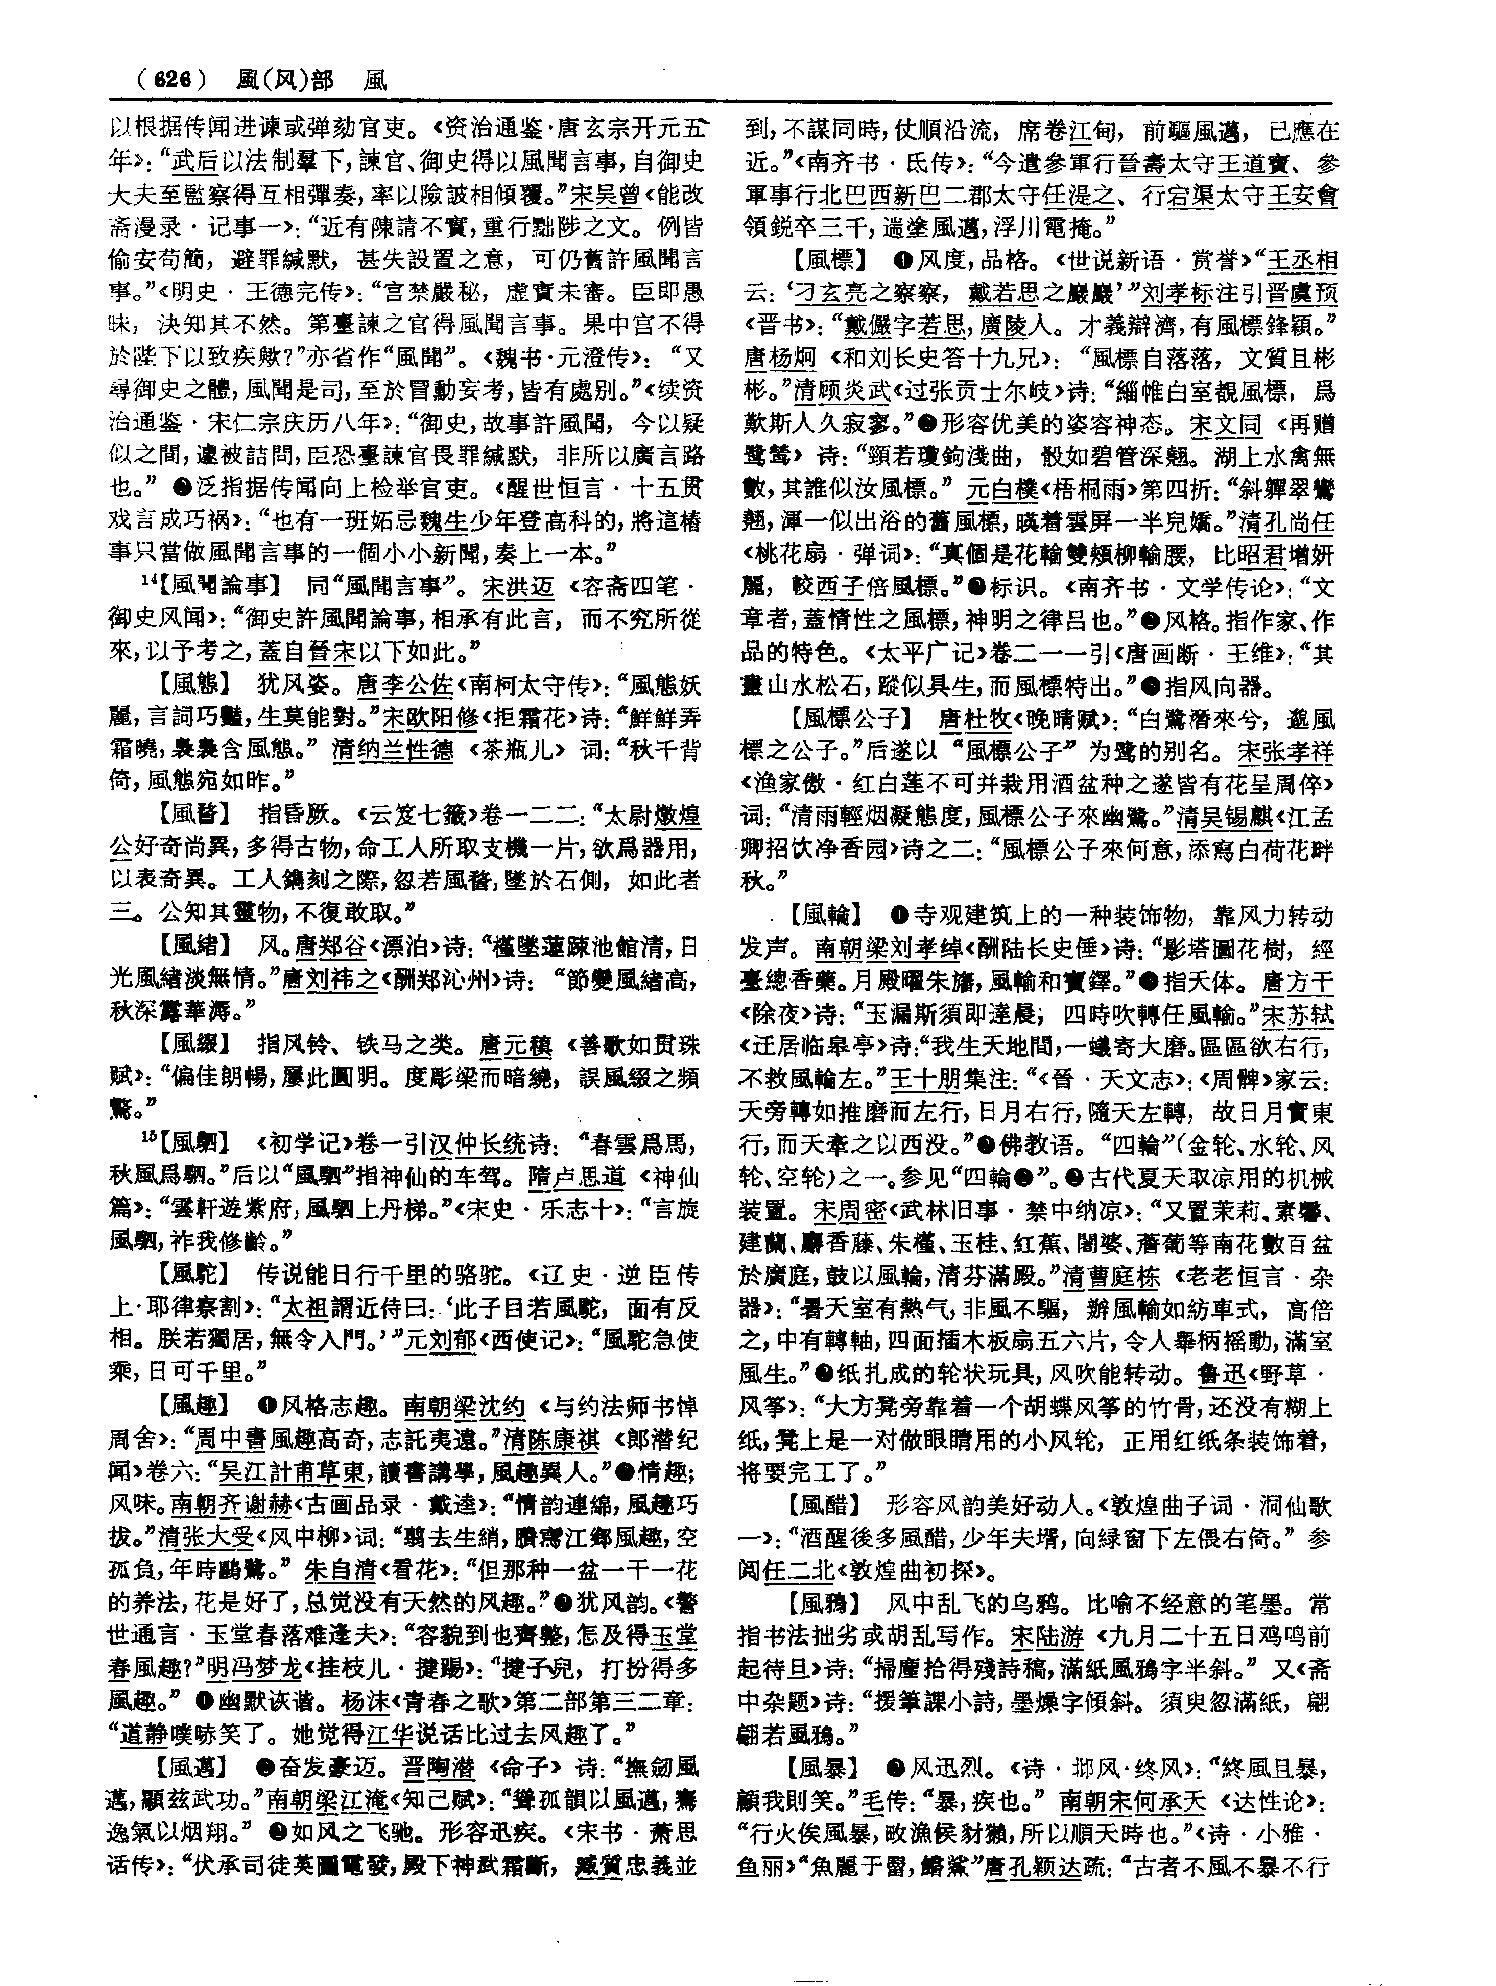 （626） 風(风)部 風
以根据传闻进谏或弹劾官吏。《资治通鉴·唐玄宗开元五
年》：“武后以法制羣下，諫官、御史得以風聞言事，自御史
大夫至監察得互相彈奏，率以險詖相傾覆。”宋吴曾《能改
斋漫录·记事一》：“近有陳請不實，重行黜陟之文。例皆
偷安苟簡，避罪緘默，甚失設置之意，可仍舊許風聞言
事。”《明史·王德完传》：“宫禁嚴秘，虚實未審。臣即愚
昧，決知其不然。第臺諫之官得風聞言事。果中宫不得
於陛下以致疾歟？”亦省作“風聞”。《魏书·元澄传》：“又
尋御史之體，風聞是司，至於冒勳妄考，皆有處别。”《续资
治通鉴·宋仁宗庆历八年》：“御史，故事許風聞，今以疑
似之間，遽被詰問，臣恐臺諫官畏罪緘默，非所以廣言路
也。”❷泛指据传闻向上检举官吏。《醒世恒言·十五贯
戏言成巧祸》：“也有一班妬忌魏生少年登高科的，將這樁
事只當做風聞言事的一個小小新聞，奏上一本。”
14【風聞論事】 同“風聞言事”。宋洪迈《容斋四笔·
御史风闻》：“御史許風聞論事，相承有此言，而不究所從
來，以予考之，蓋自晉宋以下如此。”
【風態】 犹风姿。唐李公佐《南柯太守传》：“風態妖
麗，言詞巧豔，生莫能對。”宋欧阳修《拒霜花》诗：“鮮鮮弄
霜曉，裊裊含風態。”清纳兰性德《茶瓶儿》词：“秋千背
倚，風態宛如昨。”
【風瞀】 指昏厥。《云笈七籤》卷一二二：“太尉燉煌
公好奇尚異，多得古物，命工人所取支機一片，欲爲器用，
以表奇異。工人鐫刻之際，忽若風瞀，墜於石側，如此者
三。公知其靈物，不復敢取。”
【風緒】 风。唐郑谷《漂泊》诗：“槿墜蓬踈池館清，日
光風緒淡無情。”唐刘祎之《酬郑沁州》诗：“節變風緒高，
秋深露華溽。”
【風綴】 指风铃、铁马之类。唐元稹《善歌如贯珠
赋》：“偏佳朗暢，屢此圓明。度彫梁而暗繞，誤風綴之頻
驚。”
15【風駟】 《初学记》卷一引汉仲长统诗：“春雲爲馬，
秋風爲駟。”后以“風駟”指神仙的车驾。隋卢思道《神仙
篇》：“雲軒遊紫府，風駟上丹梯。”《宋史·乐志十》：“言旋
風駟，祚我修齡。”
【風駝】 传说能日行千里的骆驼。《辽史·逆臣传
上·耶律察割》：“太祖謂近侍曰：‘此子目若風駝，面有反
相。朕若獨居，無令入門。’”元刘郁《西使记》：“風駝急使
乘，日可千里。”
【風趣】 ❶风格志趣。南朝梁沈约《与约法师书悼
周舍》：“周中書風趣高奇，志託夷遠。”清陈康祺《郎潜纪
闻》卷六：“吴江計甫草東，讀書講學，風趣異人。”❷情趣；
风味。南朝齐谢赫《古画品录·戴逵》：“情韵連綿，風趣巧
拔。”清张大受《风中柳》词：“翦去生綃，賸寫江鄉風趣，空
孤負，年時鷗鷺。”朱自清《看花》：“但那种一盆一干一花
的养法，花是好了，总觉没有天然的风趣。”❸犹风韵。《警
世通言·玉堂春落难逢夫》：“容貌到也齊整，怎及得玉堂
春風趣？”明冯梦龙《挂枝儿·揵踢》：“揵子兒，打扮得多
風趣。”❹幽默诙谐。杨沫《青春之歌》第二部第三二章：
“道静噗哧笑了。她觉得江华说话比过去风趣了。”
【風邁】 ❶奋发豪迈。晋陶潜《命子》诗：“撫劍風
邁，顯兹武功。”南朝梁江淹《知己赋》：“聳孤韻以風邁，騫
逸氣以烟翔。”❷如风之飞驰。形容迅疾。《宋书·萧思
话传》：“伏承司徒英圖電發，殿下神武霜斷，臧質忠義並
到，不謀同時，仗順沿流，席卷江甸，前驅風邁，已應在
近。”《南齐书·氐传》：“今遣參軍行晉壽太守王道寶、參
軍事行北巴西新巴二郡太守任湜之、行宕渠太守王安會
領鋭卒三千，遄塗風邁，浮川電掩。”
【風標】 ❶风度，品格。《世说新语·赏誉》“王丞相
云：‘刁玄亮之察察，戴若思之巖巖’”刘孝标注引晋虞预
《晋书》：“戴儼字若思，廣陵人。才義辯濟，有風標鋒穎。”
唐杨炯《和刘长史答十九兄》：“風標自落落，文質且彬
彬。”清顾炎武《过张贡士尔岐》诗：“緇帷白室覩風標，爲
歎斯人久寂寥。”❷形容优美的姿容神态。宋文同《再赠
鹭鸶》诗：“頸若瓊鉤淺曲，骰如碧管深翹。湖上水禽無
數，其誰似汝風標。”元白樸《梧桐雨》第四折：“斜軃翠鸞
翹，渾一似出浴的舊風標，暎着雲屏一半兒嬌。”清孔尚任
《桃花扇·弹词》：“真個是花輸雙頰柳輸腰，比昭君增妍
麗，較西子倍風標。”❸标识。《南齐书·文学传论》：“文
章者，蓋情性之風標，神明之律吕也。”❹风格。指作家、作
品的特色。《太平广记》卷二一一引《唐画断·王维》：“其
畫山水松石，蹤似具生，而風標特出。”❺指风向器。
【風標公子】 唐杜牧《晚晴赋》：“白鷺潛來兮，邈風
標之公子。”后遂以“風標公子”为鹭的别名。宋张孝祥
《渔家傲·红白莲不可并栽用酒盆种之遂皆有花呈周倅》
词：“清雨輕烟凝態度，風標公子來幽鷺。”清吴锡麒《江孟
卿招饮净香园》诗之二：“風標公子來何意，添寫白荷花畔
秋。”
【風輪】 ❶寺观建筑上的一种装饰物，靠风力转动
发声。南朝梁刘孝绰《酬陆长史倕》诗：“影塔圖花樹，經
臺總香藥。月殿曜朱旛，風輪和寶鐸。”❷指天体。唐方干
《除夜》诗：“玉漏斯須即達晨，四時吹轉任風輪。”宋苏轼
《迁居临皋亭》诗：“我生天地間，一蟻寄大磨。區區欲右行，
不救風輪左。”王十朋集注：“《晉·天文志》：《周髀》家云：
天旁轉如推磨而左行，日月右行，隨天左轉，故日月實東
行，而天牽之以西没。”❸佛教语。“四輪”（金轮、水轮、风
轮、空轮）之一。参见“四輪❷”。❹古代夏天取凉用的机械
装置。宋周密《武林旧事·禁中纳凉》：“又置茉莉、素馨、
建蘭、麝香藤、朱槿、玉桂、紅蕉、闍婆、薝蔔等南花數百盆
於廣庭，鼓以風輪，清芬滿殿。”清曹庭栋《老老恒言·杂
器》：“暑天室有熱气，非風不驅，辦風輪如紡車式，高倍
之，中有轉軸，四面插木板扇五六片，令人舉柄摇動，滿室
風生。”❺纸扎成的轮状玩具，风吹能转动。鲁迅《野草·
风筝》：“大方凳旁靠着一个胡蝶风筝的竹骨，还没有糊上
纸，凳上是一对做眼睛用的小风轮，正用红纸条装饰着，
将要完工了。”
【風醋】 形容风韵美好动人。《敦煌曲子词·洞仙歌
一》：“酒醒後多風醋，少年夫壻，向緑窗下左偎右倚。”参
阅任二北《敦煌曲初探》。
【風鴉】 风中乱飞的乌鸦。比喻不经意的笔墨。常
指书法拙劣或胡乱写作。宋陆游《九月二十五日鸡鸣前
起待旦》诗：“掃塵拾得殘詩稿，滿紙風鴉字半斜。”又《斋
中杂题》诗：“援筆課小詩，墨燥字傾斜。須臾忽滿紙，翩
翩若風鴉。”
【風暴】 ❶风迅烈。《诗·邶风·终风》：“終風且暴，
顧我則笑。”毛传：“暴，疾也。”南朝宋何承天《达性论》：
“行火俟風暴，畋漁候豺獺，所以順天時也。”《诗·小雅·
鱼丽》“魚麗于罶，鱨鯊”唐孔颖达疏：“古者不風不暴不行